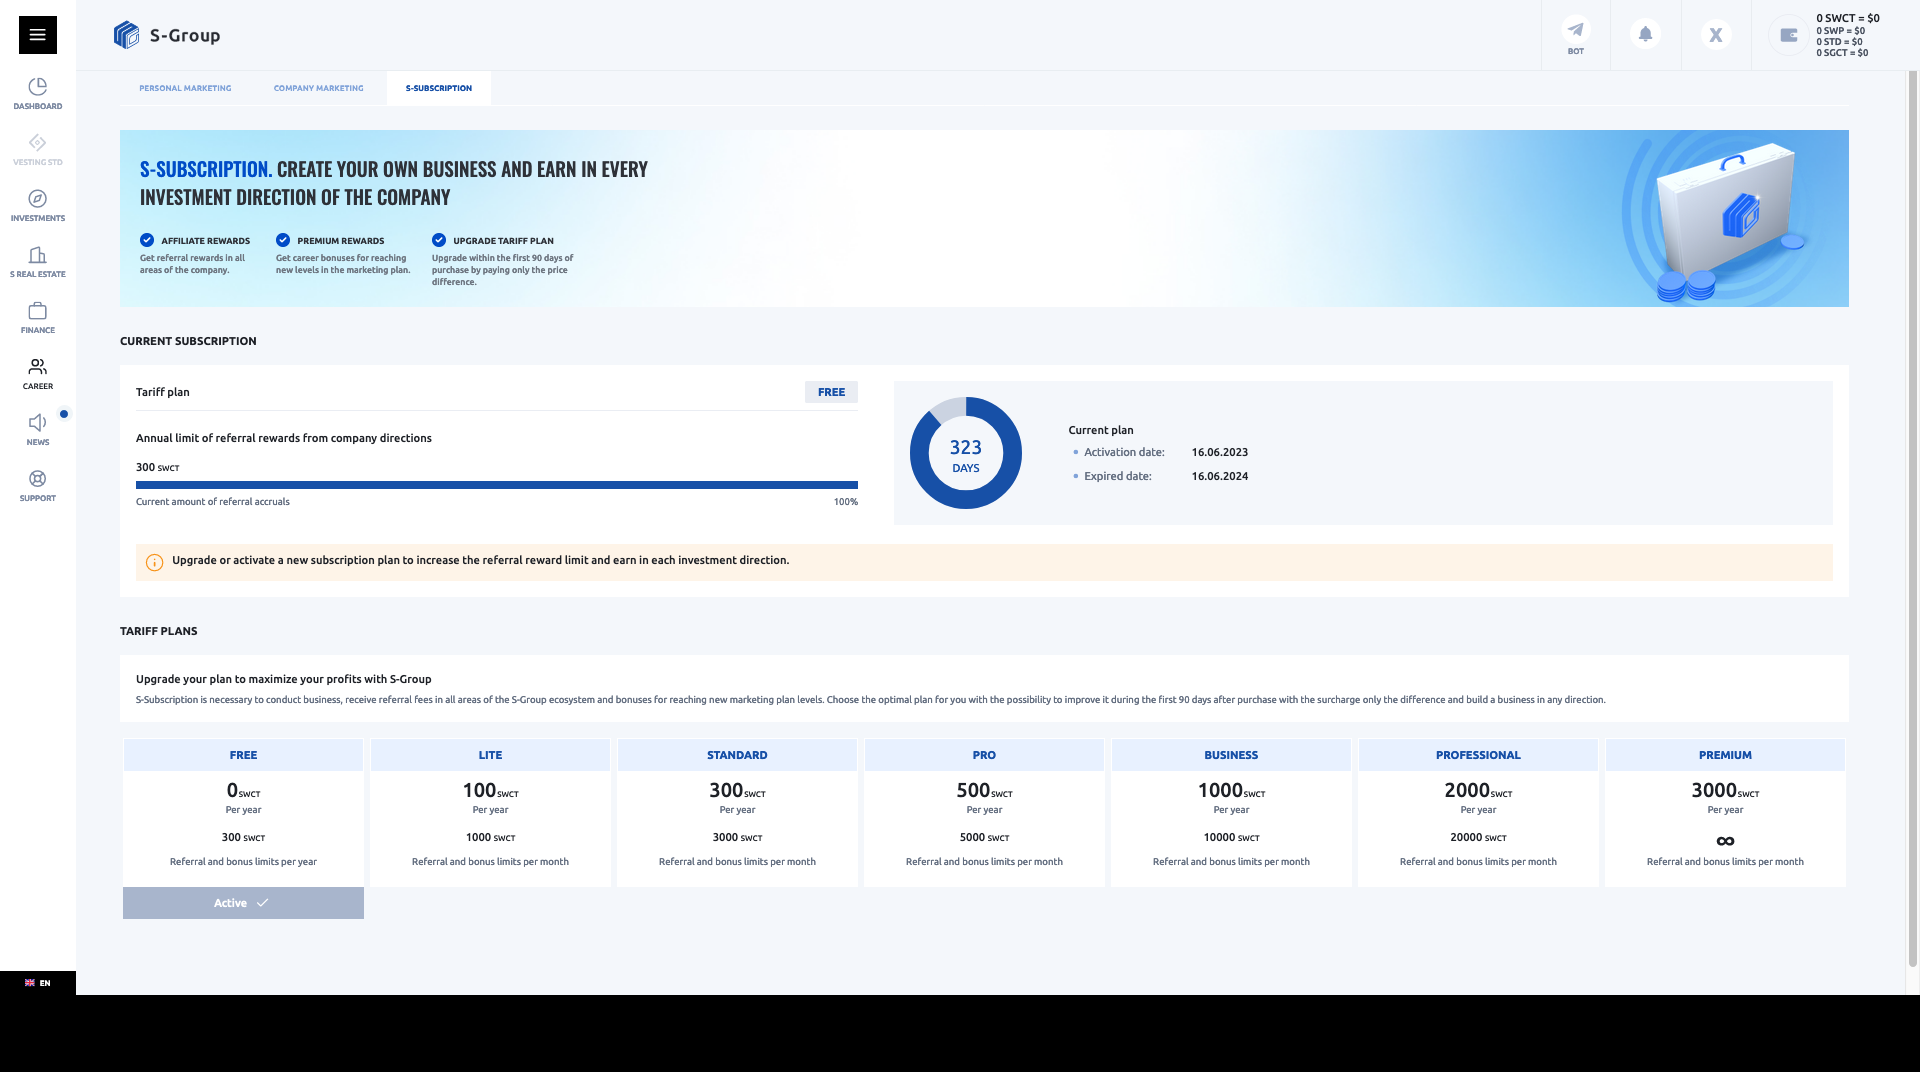 S-Group
BOT
X
0 SWCT = $0
0 SWP = $0
0 STD = $0
0 SGCT = $0
DASHBOARD
VESTING STD
INVESTMENTS
S REAL ESTATE
FINANCE
CAREER
NEWS
SUPPORT
EN
PERSONAL MARKETING
COMPANY MARKETING
S-SUBSCRIPTION
S-SUBSCRIPTION. CREATE YOUR OWN BUSINESS AND EARN IN EVERY
INVESTMENT DIRECTION OF THE COMPANY
AFFILIATE REWARDS
Get referral rewards in all
areas of the company.
PREMIUM REWARDS
Get career bonuses for reaching
new levels in the marketing plan.
UPGRADE TARIFF PLAN
Upgrade within the first 90 days of
purchase by paying only the price
difference.
CURRENT SUBSCRIPTION
Tariff plan
FREE
Annual limit of referral rewards from company directions
300 SWCT
Current amount of referral accruals
100%
323
DAYS
Current plan
Activation date:
16.06.2023
Expired date:
16.06.2024
Upgrade or activate a new subscription plan to increase the referral reward limit and earn in each investment direction.
TARIFF PLANS
Upgrade your plan to maximize your profits with S-Group
S-Subscription is necessary to conduct business, receive referral fees in all areas of the S-Group ecosystem and bonuses for reaching new marketing plan levels. Choose the optimal plan for you with the possibility to improve it during the first 90 days after purchase with the surcharge only the difference and build a business in any direction.
FREE
0 SWCT
Per year
300 SWCT
Referral and bonus limits per year
Active
LITE
100 SWCT
Per year
1000 SWCT
Referral and bonus limits per month
STANDARD
300 SWCT
Per year
3000 SWCT
Referral and bonus limits per month
PRO
500 SWCT
Per year
5000 SWCT
Referral and bonus limits per month
BUSINESS
1000 SWCT
Per year
10000 SWCT
Referral and bonus limits per month
PROFESSIONAL
2000 SWCT
Per year
20000 SWCT
Referral and bonus limits per month
PREMIUM
3000 SWCT
Per year
∞
Referral and bonus limits per month